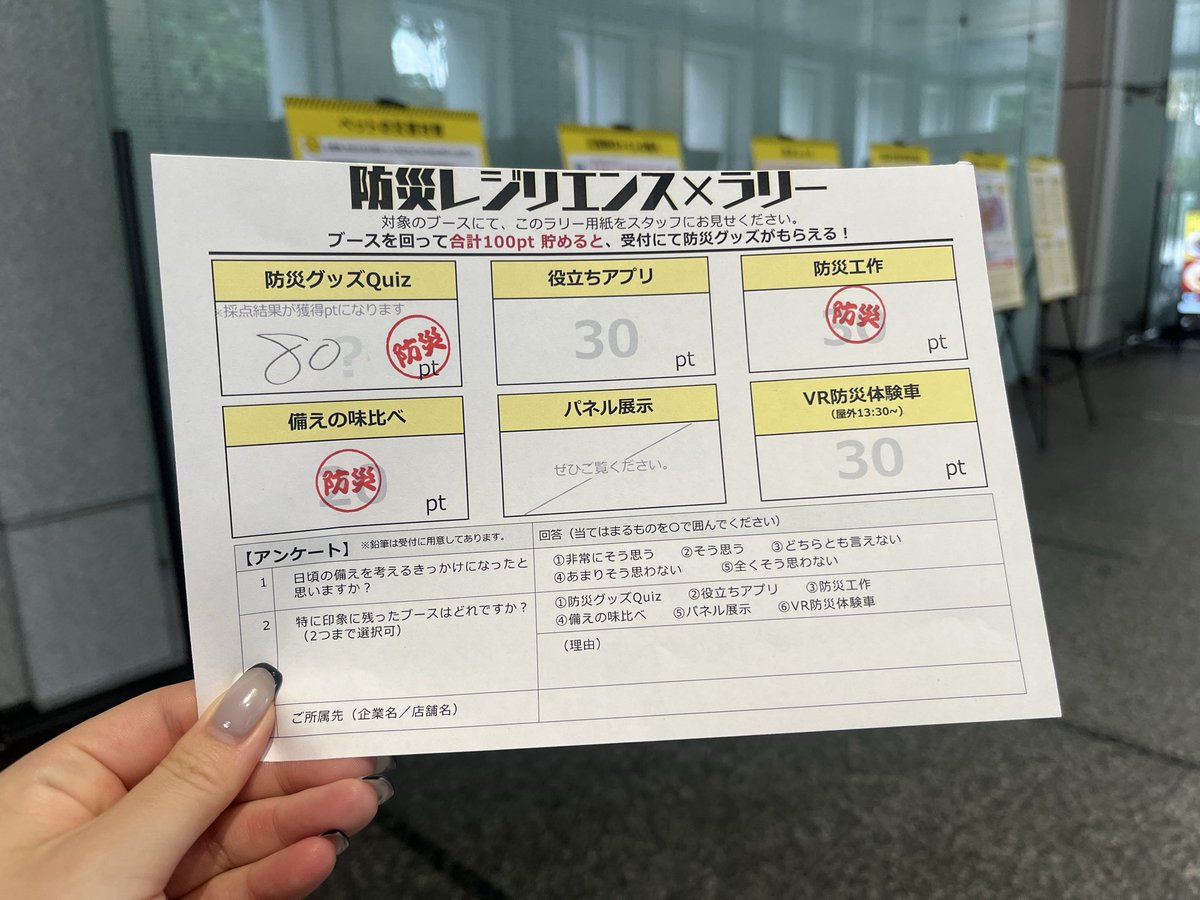 防災レジリエンス×ラリー
対象のブースにて、このラリー用紙をスタッフにお見せください。
ブースを回って合計100pt 貯めると、受付にて防災グッズがもらえる！
防災グッズQuiz
※採点結果が獲得ptになります
80 ?
防災
pt
役立ちアプリ
30
pt
防災工作
防災
pt
備えの味比べ
防災
pt
パネル展示
ぜひご覧ください。
VR防災体験車
(屋外13:30~)
30
pt
【アンケート】 ※鉛筆は受付に用意してあります。
回答（当てはまるものを〇で囲んでください）
1 日頃の備えを考えるきっかけになったと
思いますか？
①非常にそう思う ②そう思う ③どちらとも言えない
④あまりそう思わない ⑤全くそう思わない
2 特に印象に残ったブースはどれですか？
（2つまで選択可）
①防災グッズQuiz ②役立ちアプリ ③防災工作
④備えの味比べ ⑤パネル展示 ⑥VR防災体験車
（理由）
ご所属先（企業名／店舗名）